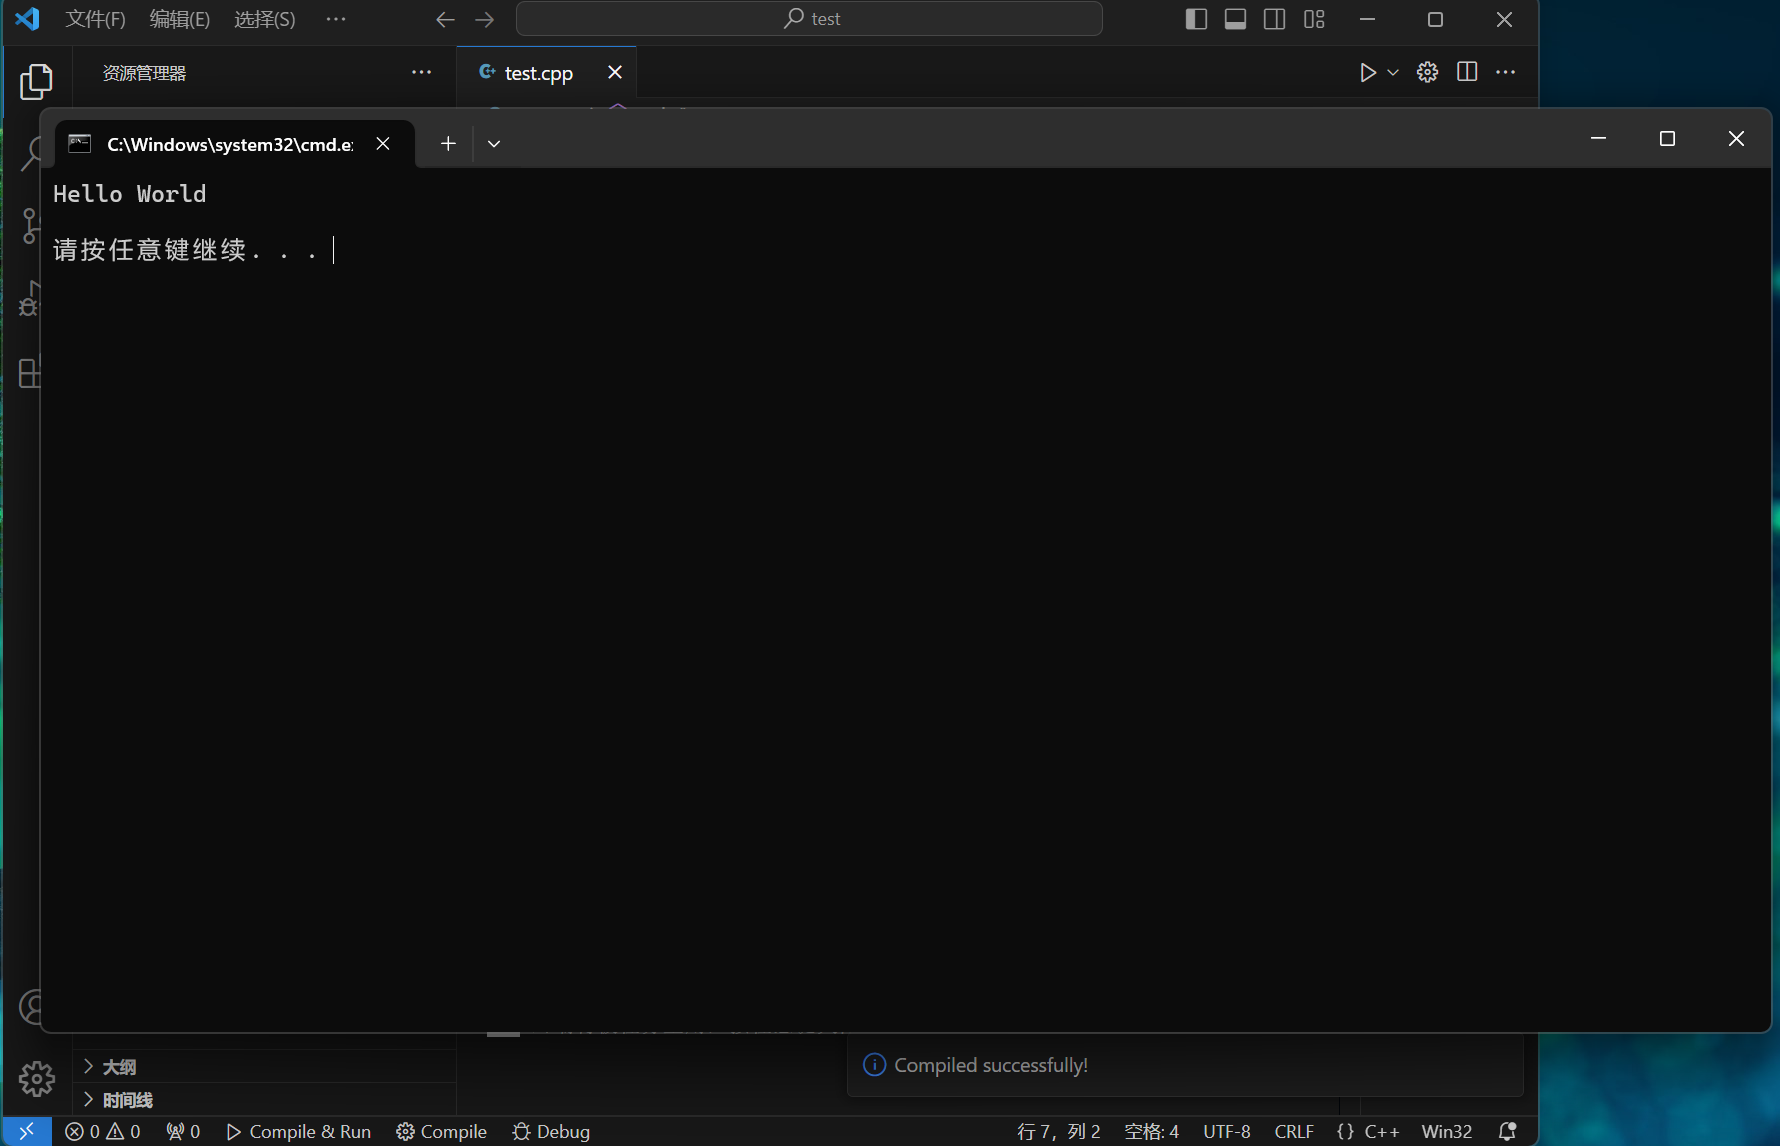 文件(F) 编辑(E) 选择(S) ··· test
资源管理器 ··· test.cpp
C:\Windows\system32\cmd.e
Hello World
请按任意键继续. . .
Compiled successfully!
大纲
时间线
0 0 0 Compile & Run Compile Debug 行 7，列 2 空格: 4 UTF-8 CRLF {} C++ Win32